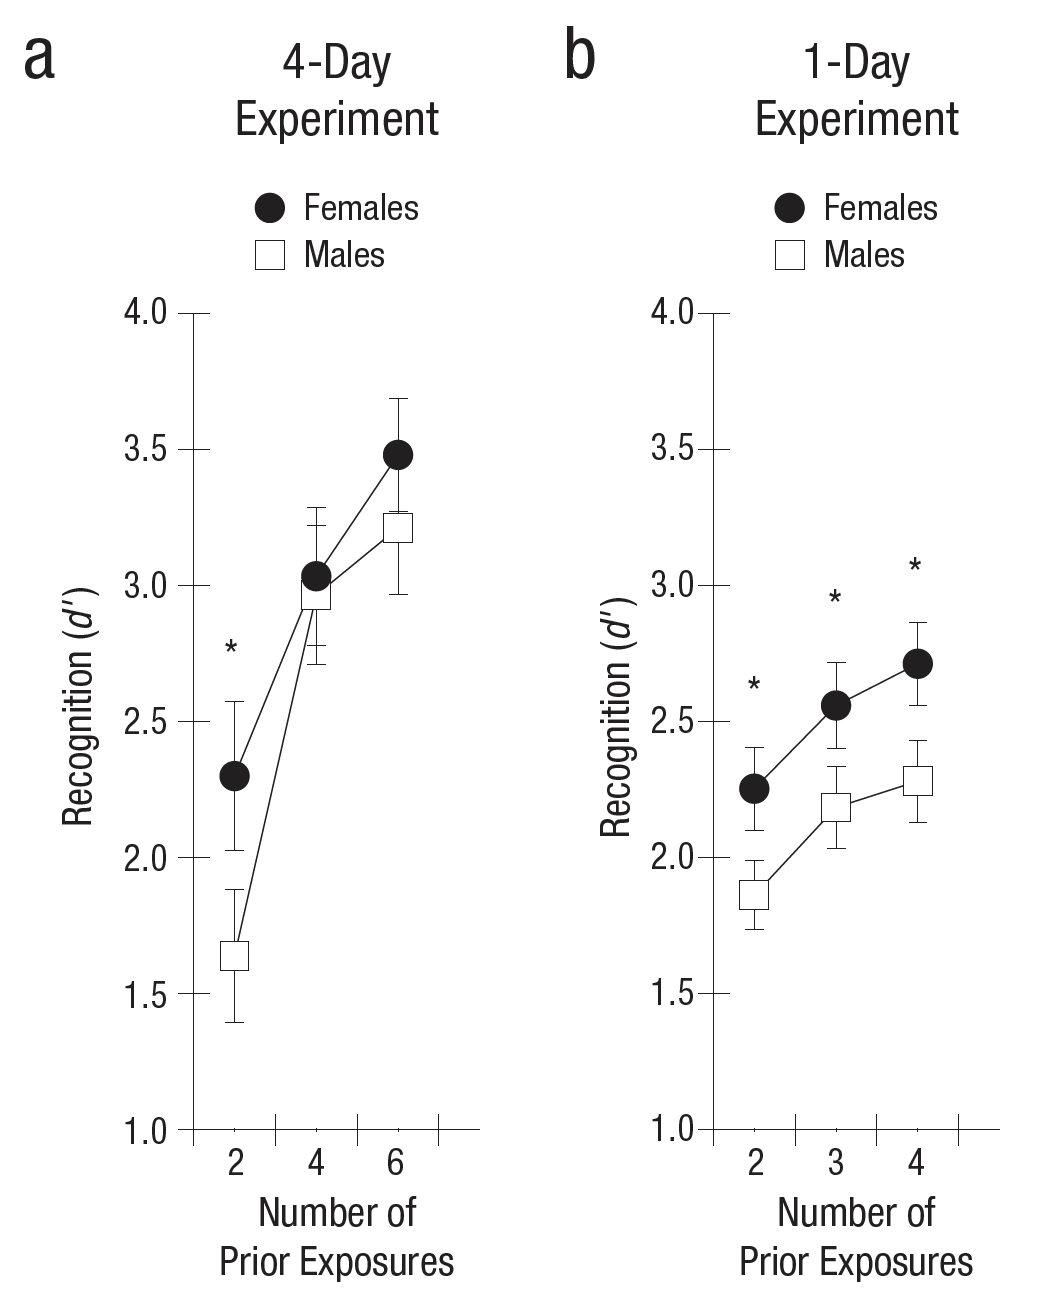 a
4-Day
Experiment
Females
Males
4.0
3.5
3.0
2.5
2.0
1.5
1.0
*
Recognition (d′)
2 4 6
Number of
Prior Exposures
b
1-Day
Experiment
Females
Males
4.0
3.5
3.0
2.5
2.0
1.5
1.0
* * *
Recognition (d′)
2 3 4
Number of
Prior Exposures